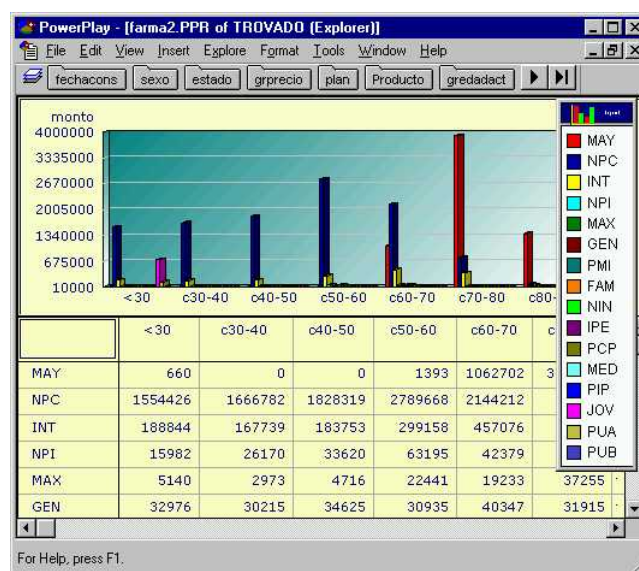 PowerPlay - [farma2.PPR of TROVADO (Explorer)]
File Edit View Insert Explore Format Tools Window Help
fechacons sexo estado grprecio plan Producto gredadact
monto
4000000
3335000
2670000
2005000
1340000
675000
10000
<30 c30-40 c40-50 c50-60 c60-70 c70-80 c80-
MAY
NPC
INT
NPI
MAX
GEN
PMI
FAM
NIN
IPE
PCP
MED
PIP
JOV
PUA
PUB
<30 c30-40 c40-50 c50-60 c60-70 c
MAY 660 0 0 1393 1062702 3
NPC 1554426 1666782 1828319 2789668 2144212
INT 188844 167739 183753 299158 457076
NPI 15982 26170 33620 63195 42379
MAX 5140 2973 4716 22441 19233 37255
GEN 32976 30215 34625 30935 40347 31915
For Help, press F1.